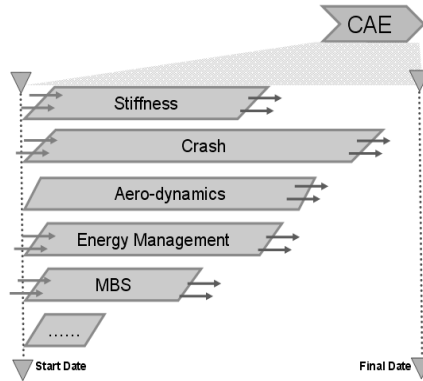 CAE
Stiffness
Crash
Aero-dynamics
Energy Management
MBS
......
Start Date
Final Date